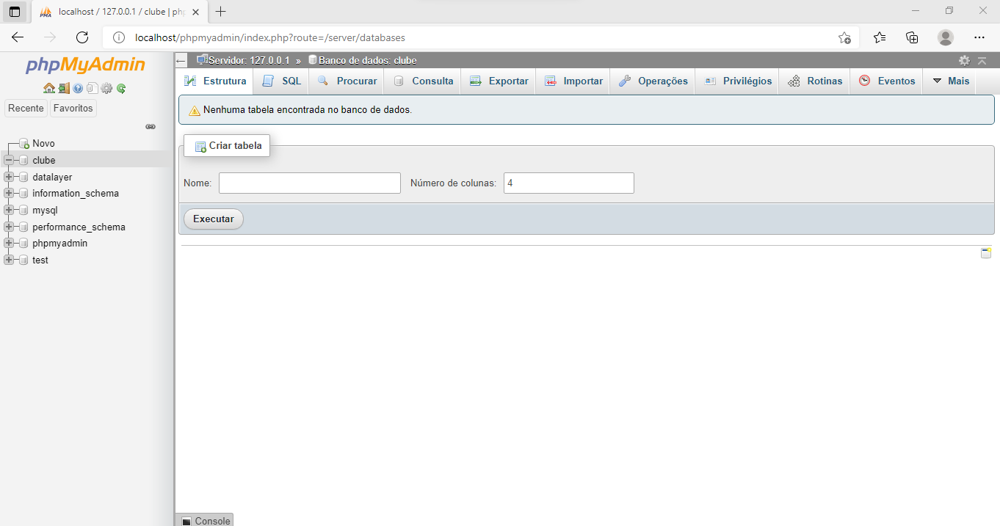 localhost / 127.0.0.1 / clube | php
localhost/phpmyadmin/index.php?route=/server/databases
phpMyAdmin
Recente Favoritos
Novo
clube
datalayer
information_schema
mysql
performance_schema
phpmyadmin
test
Servidor: 127.0.0.1 » Banco de dados: clube
Estrutura SQL Procurar Consulta Exportar Importar Operações Privilégios Rotinas Eventos Mais
Nenhuma tabela encontrada no banco de dados.
Criar tabela
Nome: Número de colunas: 4
Executar
Console